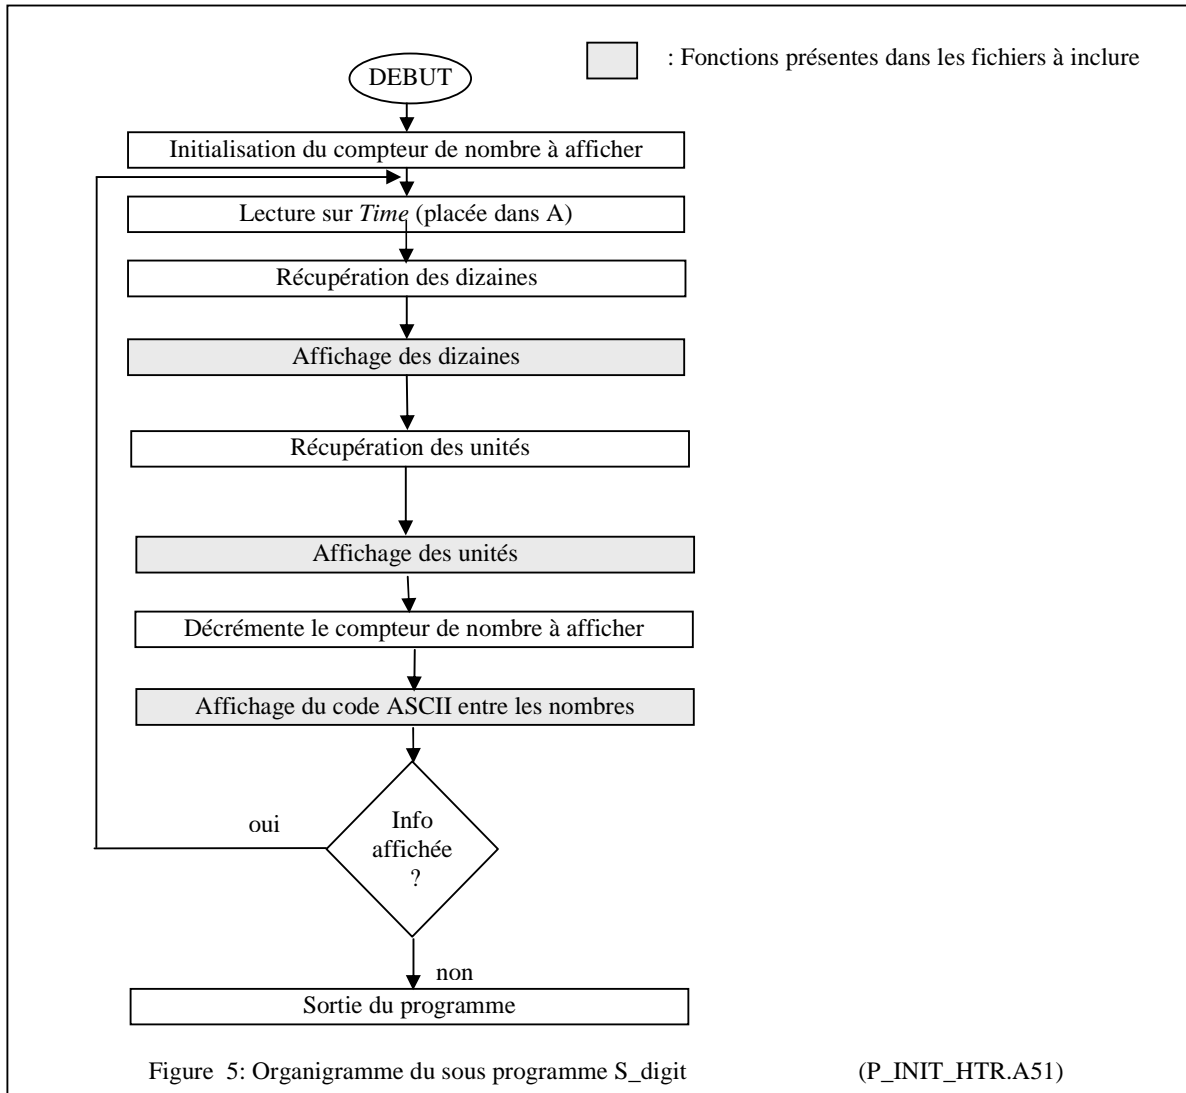 : Fonctions présentes dans les fichiers à inclure
DEBUT
Initialisation du compteur de nombre à afficher
Lecture sur Time (placée dans A)
Récupération des dizaines
Affichage des dizaines
Récupération des unités
Affichage des unités
Décrémente le compteur de nombre à afficher
Affichage du code ASCII entre les nombres
oui
Info
affichée
?
non
Sortie du programme
Figure 5: Organigramme du sous programme S_digit (P_INIT_HTR.A51)